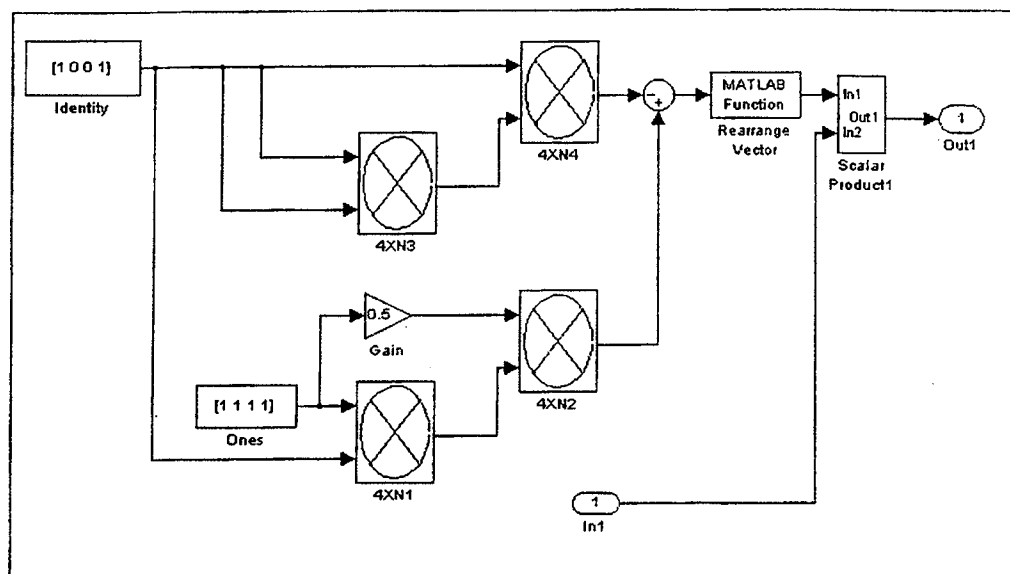 [1 0 0 1]
Identity
4XN4
- +
MATLAB
Function
Rearrange
Vector
In1
Out1
In2
Scalar
Product1
1
Out1
4XN3
0.5
Gain
4XN2
[1 1 1 1]
Ones
4XN1
1
In1